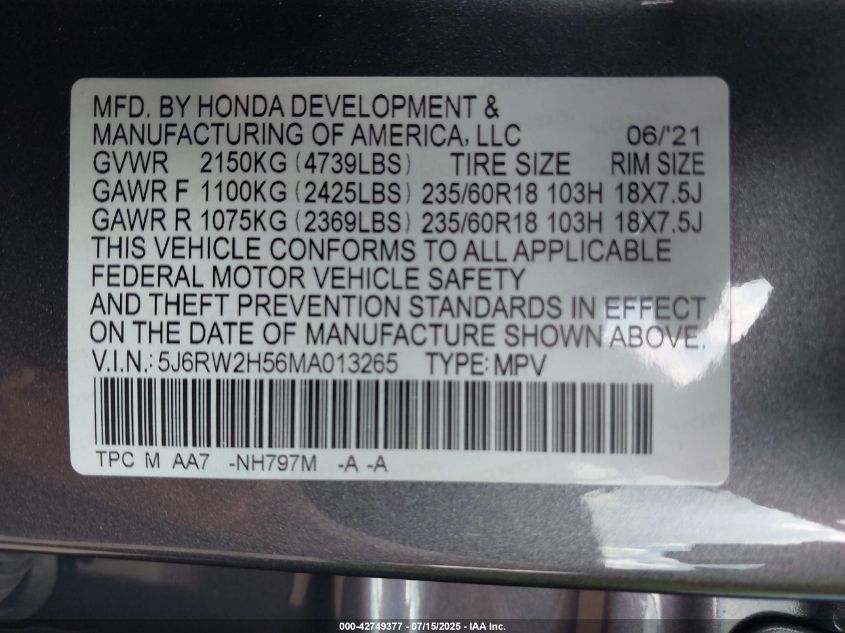 MFD. BY HONDA DEVELOPMENT &
MANUFACTURING OF AMERICA, LLC 06/'21
GVWR 2150KG (4739LBS) TIRE SIZE RIM SIZE
GAWR F 1100KG (2425LBS) 235/60R18 103H 18X7.5J
GAWR R 1075KG (2369LBS) 235/60R18 103H 18X7.5J
THIS VEHICLE CONFORMS TO ALL APPLICABLE
FEDERAL MOTOR VEHICLE SAFETY
AND THEFT PREVENTION STANDARDS IN EFFECT
ON THE DATE OF MANUFACTURE SHOWN ABOVE.
V.I.N.: 5J6RW2H56MA013265 TYPE: MPV
TPC M AA7 -NH797M -A -A
000-42749377 - 07/15/2025 - IAA Inc.